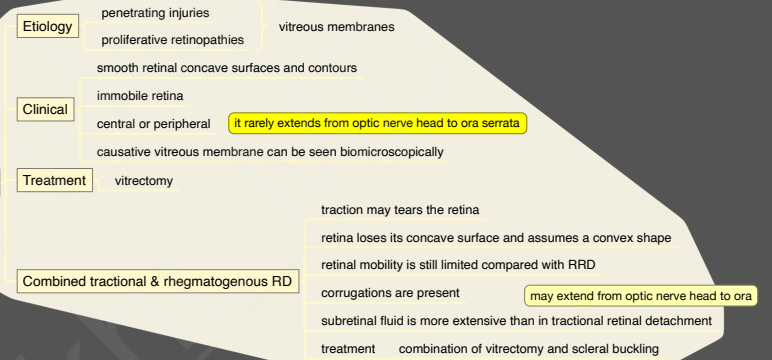 Etiology
penetrating injuries
proliferative retinopathies
vitreous membranes
Clinical
smooth retinal concave surfaces and contours
immobile retina
central or peripheral
it rarely extends from optic nerve head to ora serrata
causative vitreous membrane can be seen biomicroscopically
Treatment
vitrectomy
Combined tractional & rhegmatogenous RD
traction may tears the retina
retina loses its concave surface and assumes a convex shape
retinal mobility is still limited compared with RRD
corrugations are present
may extend from optic nerve head to ora
subretinal fluid is more extensive than in tractional retinal detachment
treatment
combination of vitrectomy and scleral buckling